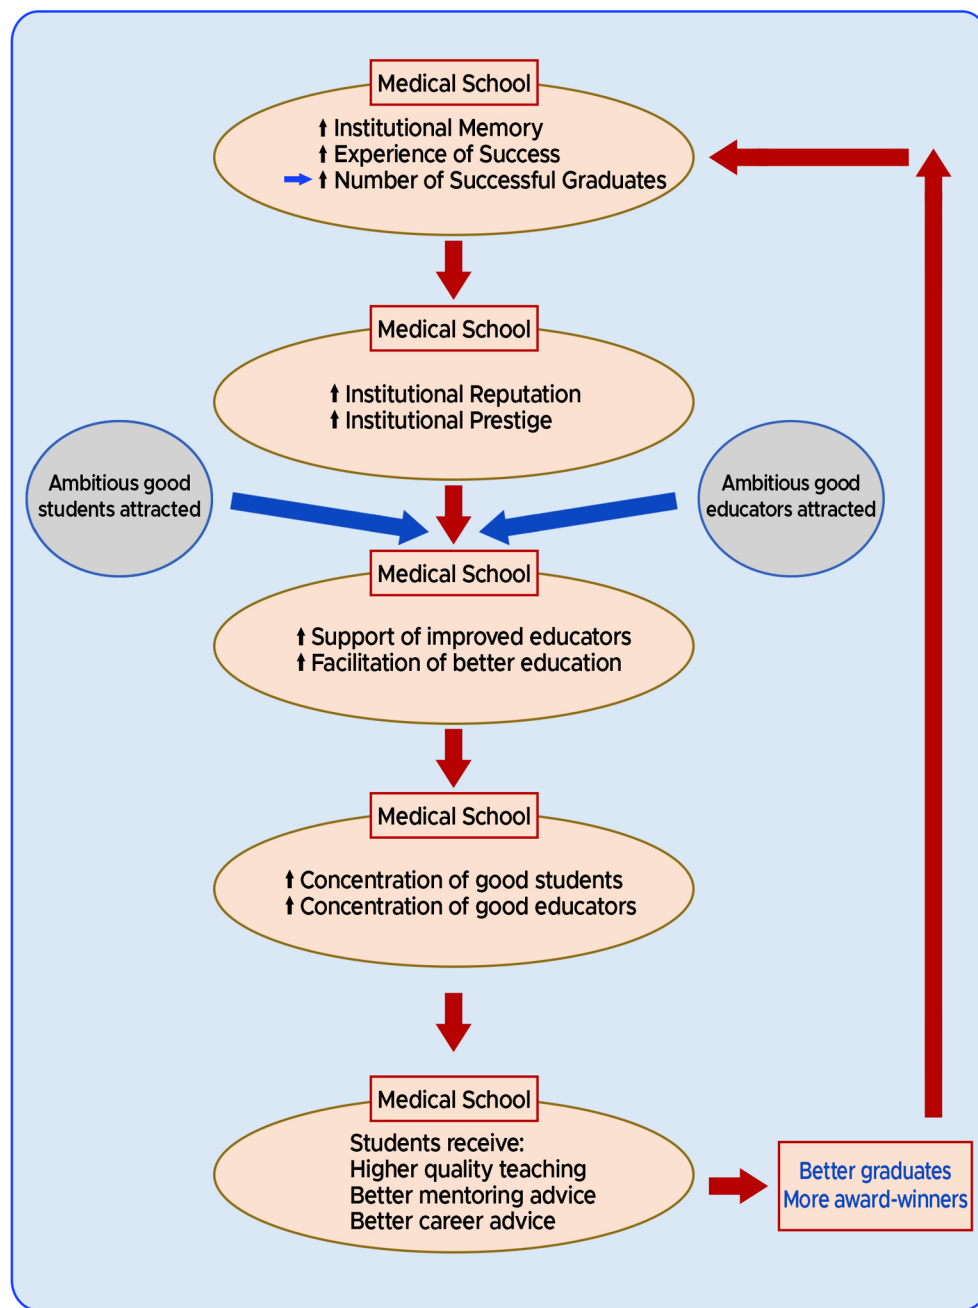 Medical School
⬆ Institutional Memory
⬆ Experience of Success
➡ ⬆ Number of Successful Graduates
Medical School
⬆ Institutional Reputation
⬆ Institutional Prestige
Ambitious good
students attracted
Ambitious good
educators attracted
Medical School
⬆ Support of improved educators
⬆ Facilitation of better education
Medical School
⬆ Concentration of good students
⬆ Concentration of good educators
Medical School
Students receive:
Higher quality teaching
Better mentoring advice
Better career advice
Better graduates
More award-winners